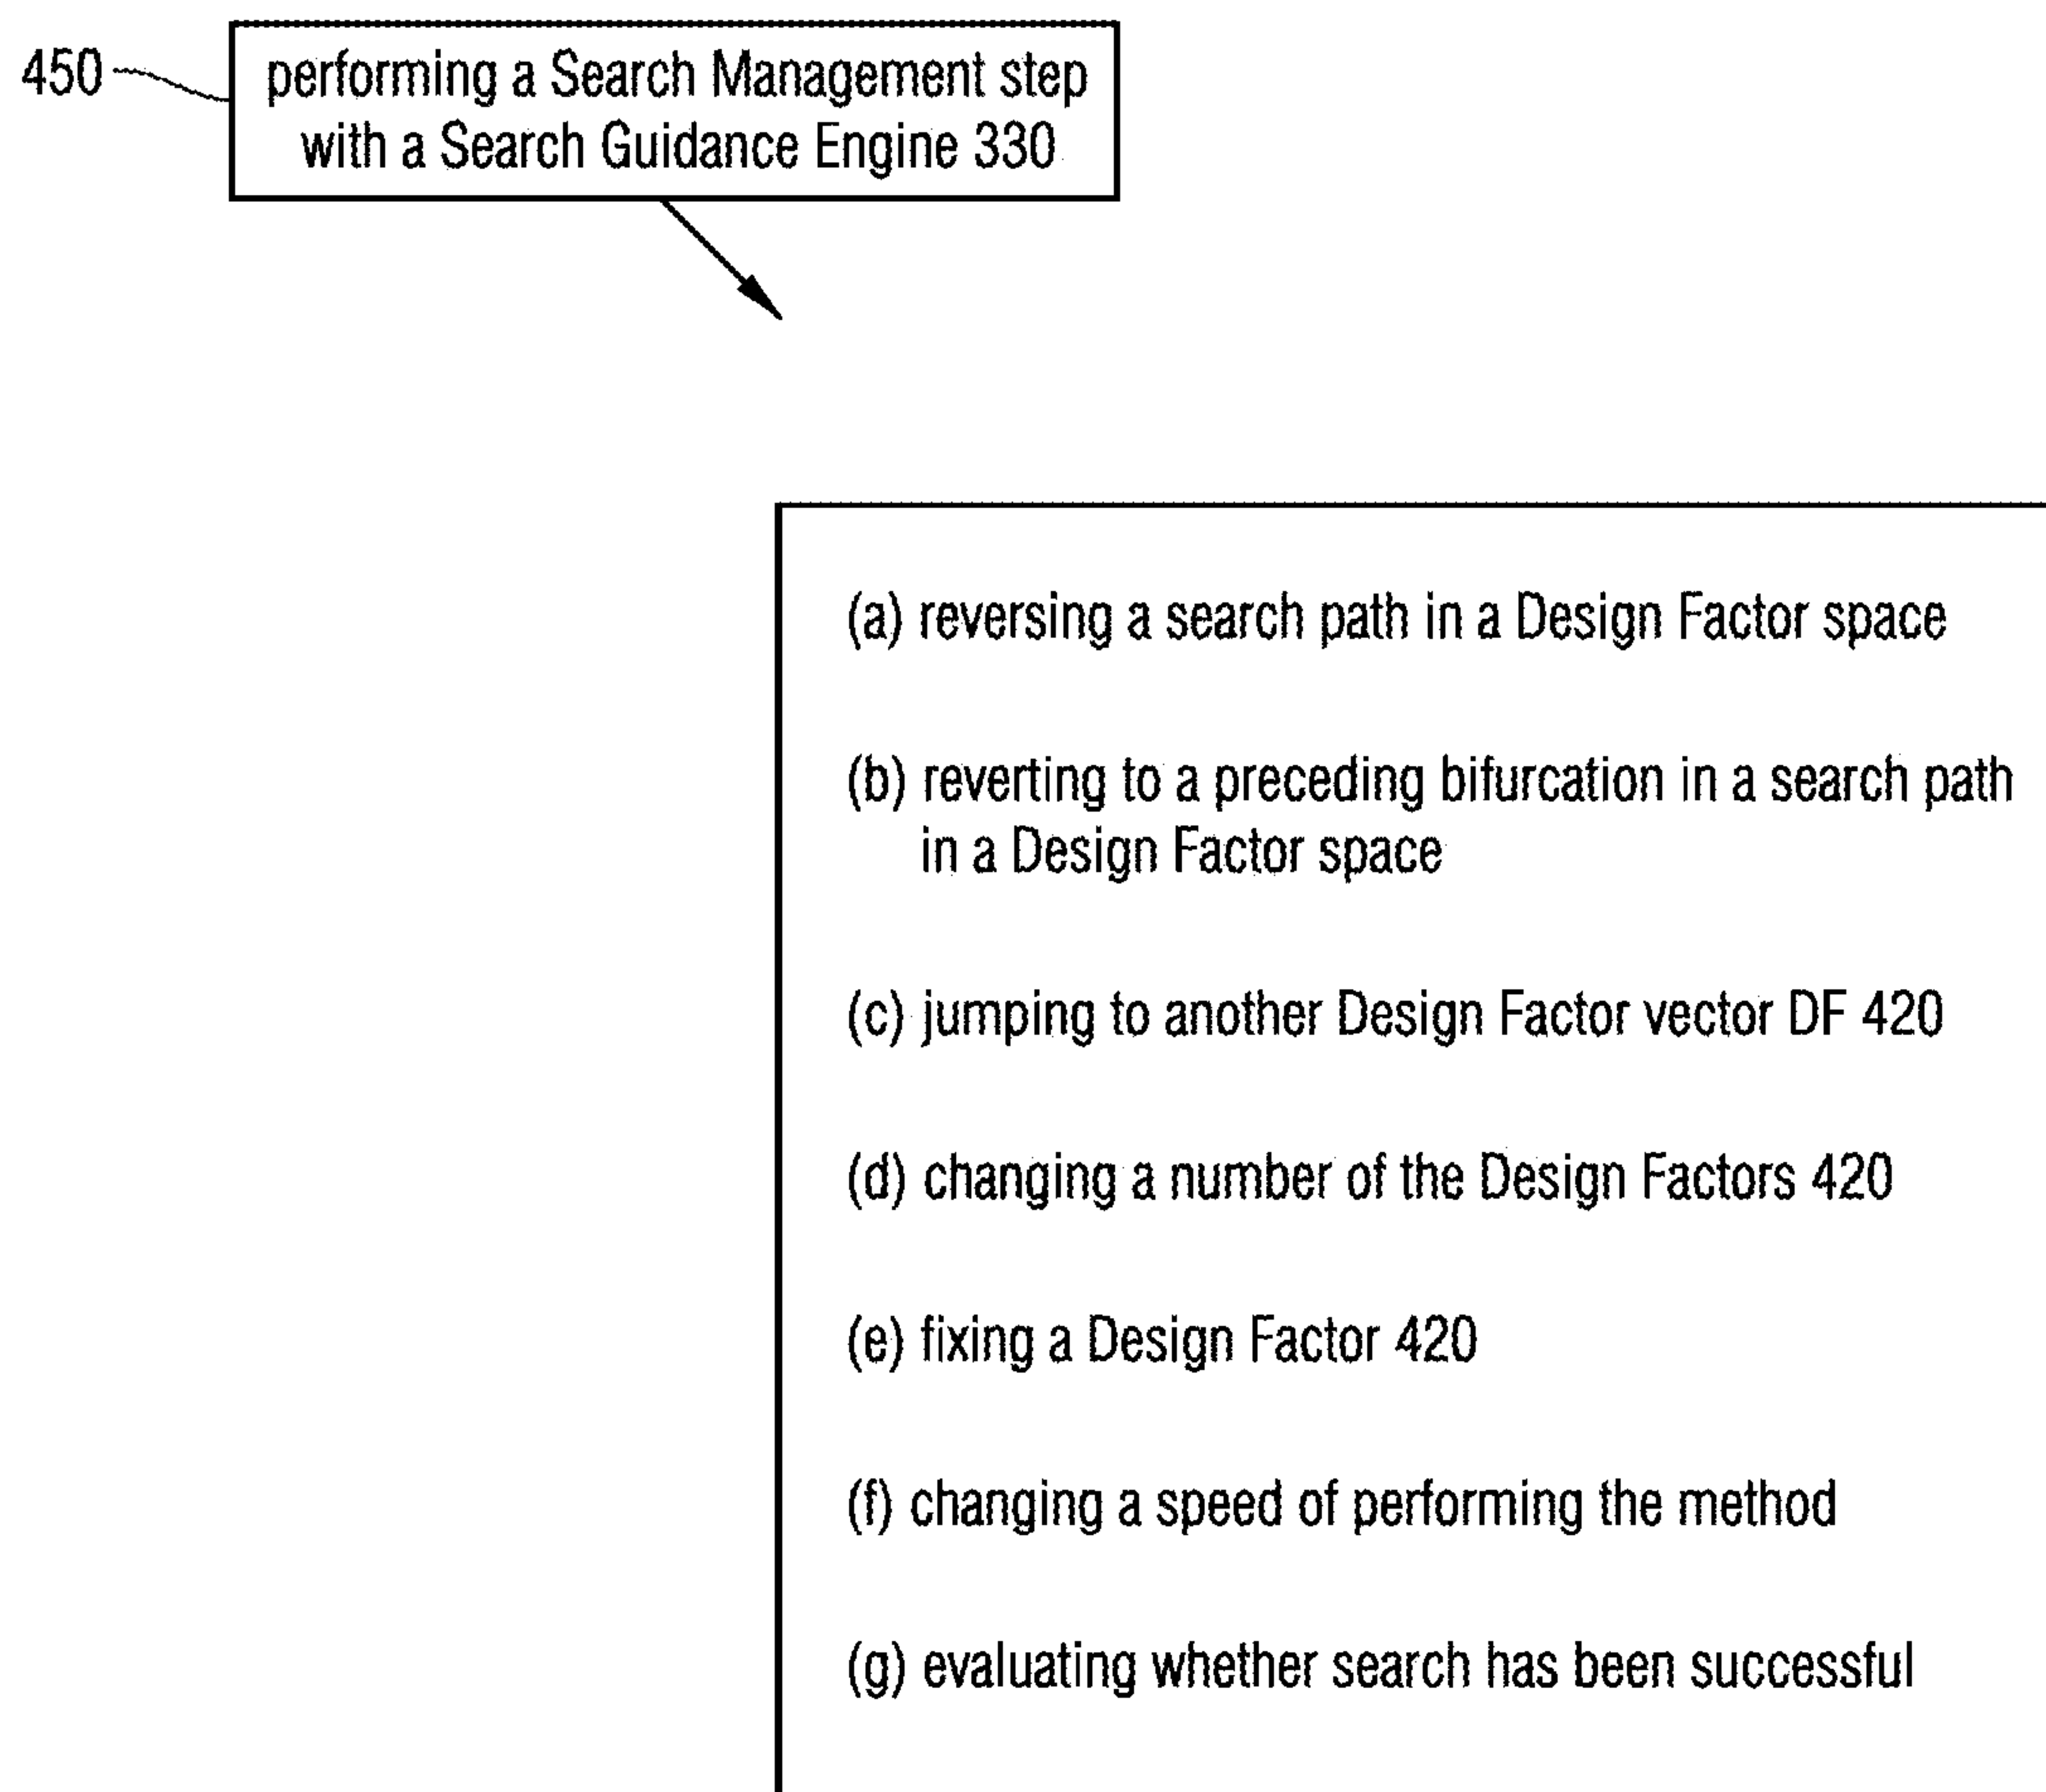 450
performing a Search Management step
with a Search Guidance Engine 330
(a) reversing a search path in a Design Factor space
(b) reverting to a preceding bifurcation in a search path
in a Design Factor space
(c) jumping to another Design Factor vector DF 420
(d) changing a number of the Design Factors 420
(e) fixing a Design Factor 420
(f) changing a speed of performing the method
(g) evaluating whether search has been successful